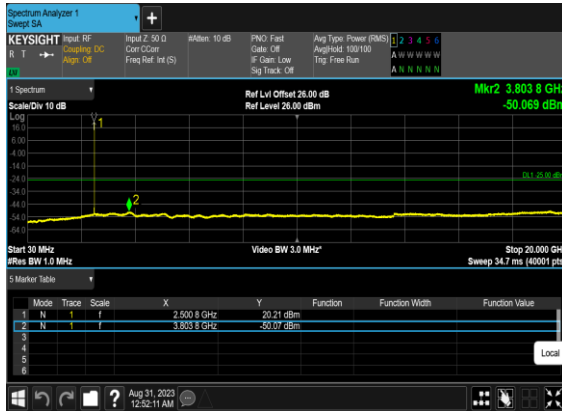 Spectrum Analyzer 1
Swept SA
+
KEYSIGHT Input: RF Input Z: 50 Ω #Atten: 10 dB PNO: Fast Avg Type: Power (RMS) 1 2 3 4 5 6
R T Coupling: DC Corr CCorr Gate: Off Avg|Hold: 100/100 A W W W W W
Align: Off Freq Ref: Int (S) IF Gain: Low Trig: Free Run A N N N N N
LXI Sig Track: Off
1 Spectrum Ref Lvl Offset 26.00 dB Mkr2 3.803 8 GHz
Scale/Div 10 dB Ref Level 26.00 dBm -50.069 dBm
Log
16.0
1
6.00
-4.00
-14.0
DL1 -25.00 dBm
-24.0
-34.0
-44.0
2
-54.0
-64.0
Start 30 MHz Video BW 3.0 MHz* Stop 20.000 GHz
#Res BW 1.0 MHz Sweep 34.7 ms (40001 pts)
5 Marker Table
Mode Trace Scale X Y Function Function Width Function Value
1 N 1 f 2.500 8 GHz 20.21 dBm
2 N 1 f 3.803 8 GHz -50.07 dBm
3
4
5
6
Local
?
Aug 31, 2023
12:52:11 AM